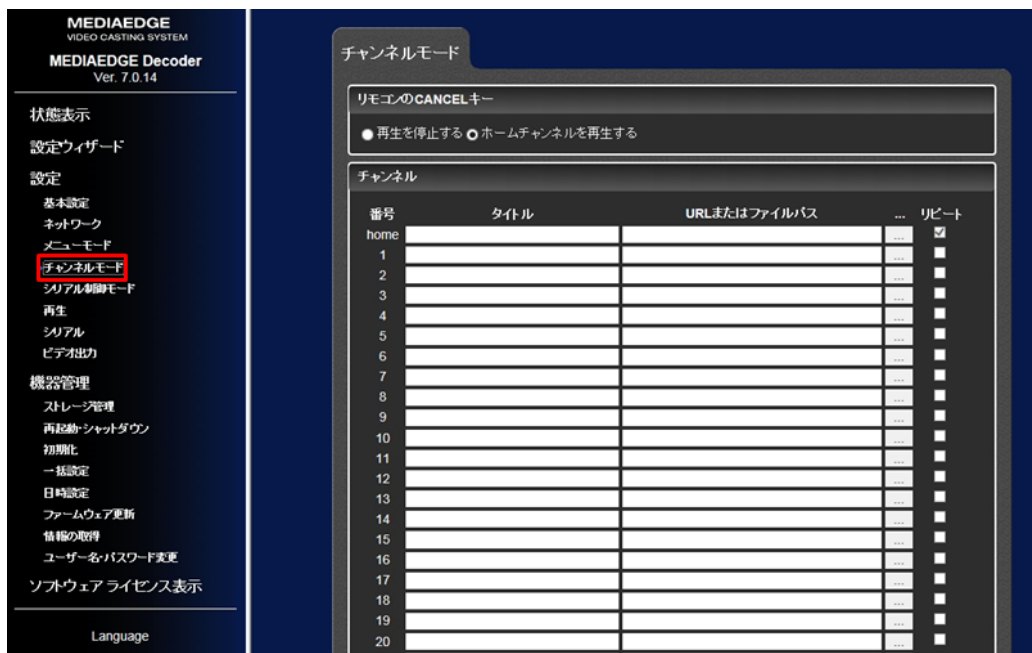 MEDIAEDGE
VIDEO CASTING SYSTEM
MEDIAEDGE Decoder
Ver. 7.0.14
状態表示
設定ウィザード
設定
基本設定
ネットワーク
メニューモード
チャンネルモード
シリアル制御モード
再生
シリアル
ビデオ出力
機器管理
ストレージ管理
再起動・シャットダウン
初期化
一括設定
日時設定
ファームウェア更新
情報の取得
ユーザー名・パスワード変更
ソフトウェア ライセンス表示
Language
チャンネルモード
リモコンのCANCELキー
再生を停止する ホームチャンネルを再生する
チャンネル
番号 タイトル URLまたはファイルパス ... リピート
home ...
1 ...
2 ...
3 ...
4 ...
5 ...
6 ...
7 ...
8 ...
9 ...
10 ...
11 ...
12 ...
13 ...
14 ...
15 ...
16 ...
17 ...
18 ...
19 ...
20 ...